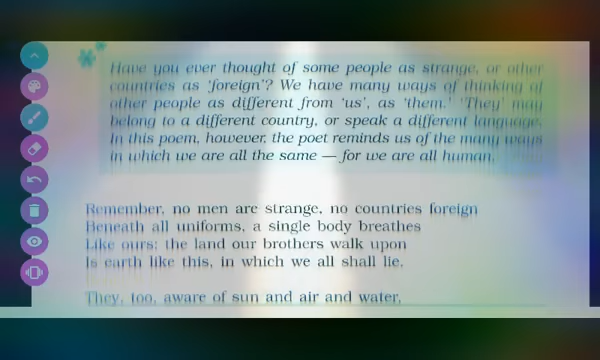 Have you ever thought of some people as strange, or other
countries as 'foreign'? We have many ways of thinking of
other people as different from 'us', as 'them.' 'They' may
belong to a different country, or speak a different language.
In this poem, however, the poet reminds us of the many ways
in which we are all the same — for we are all human.
Remember, no men are strange, no countries foreign
Beneath all uniforms, a single body breathes
Like ours: the land our brothers walk upon
Is earth like this, in which we all shall lie.
They, too, aware of sun and air and water,